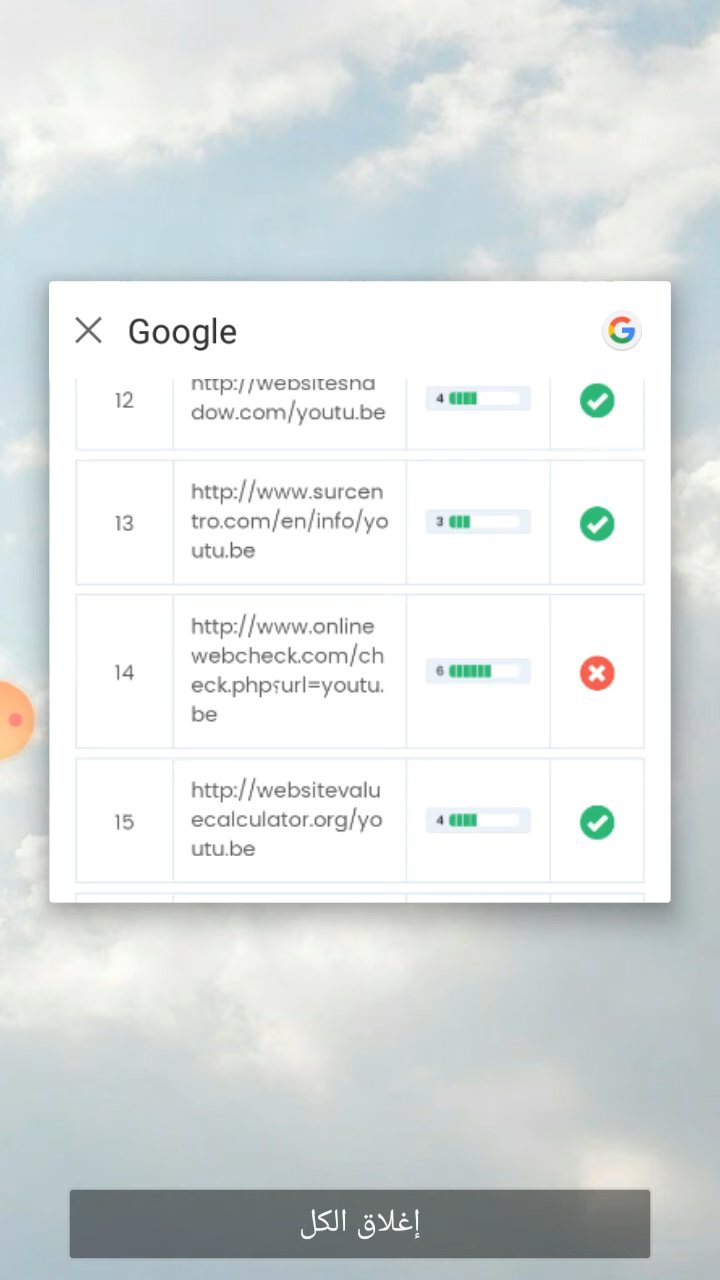 Google
12
http://websitesha
dow.com/youtu.be
4
13
http://www.surcen
tro.com/en/info/yo
utu.be
3
14
http://www.online
webcheck.com/ch
eck.php؟url=youtu.
be
6
15
http://websitevalu
ecalculator.org/yo
utu.be
4
إغلاق الكل